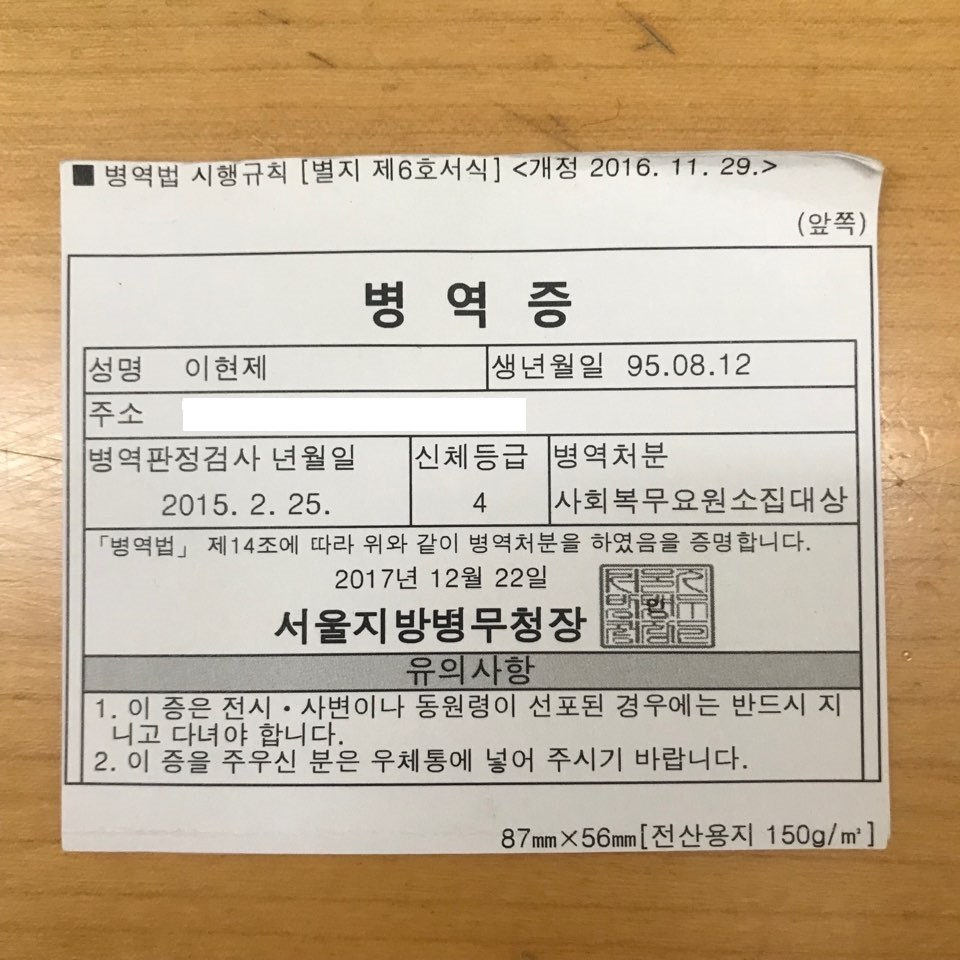 ■ 병역법 시행규칙 [별지 제6호서식] <개정 2016. 11. 29.>
(앞쪽)
병 역 증
성명 이현제 생년월일 95.08.12
주소
병역판정검사 년월일 신체등급 병역처분
2015. 2. 25. 4 사회복무요원소집대상
「병역법」 제14조에 따라 위와 같이 병역처분을 하였음을 증명합니다.
2017년 12월 22일
서울지방병무청장 인
유의사항
1. 이 증은 전시・사변이나 동원령이 선포된 경우에는 반드시 지
니고 다녀야 합니다.
2. 이 증을 주우신 분은 우체통에 넣어 주시기 바랍니다.
87㎜×56㎜[전산용지 150g/㎡]